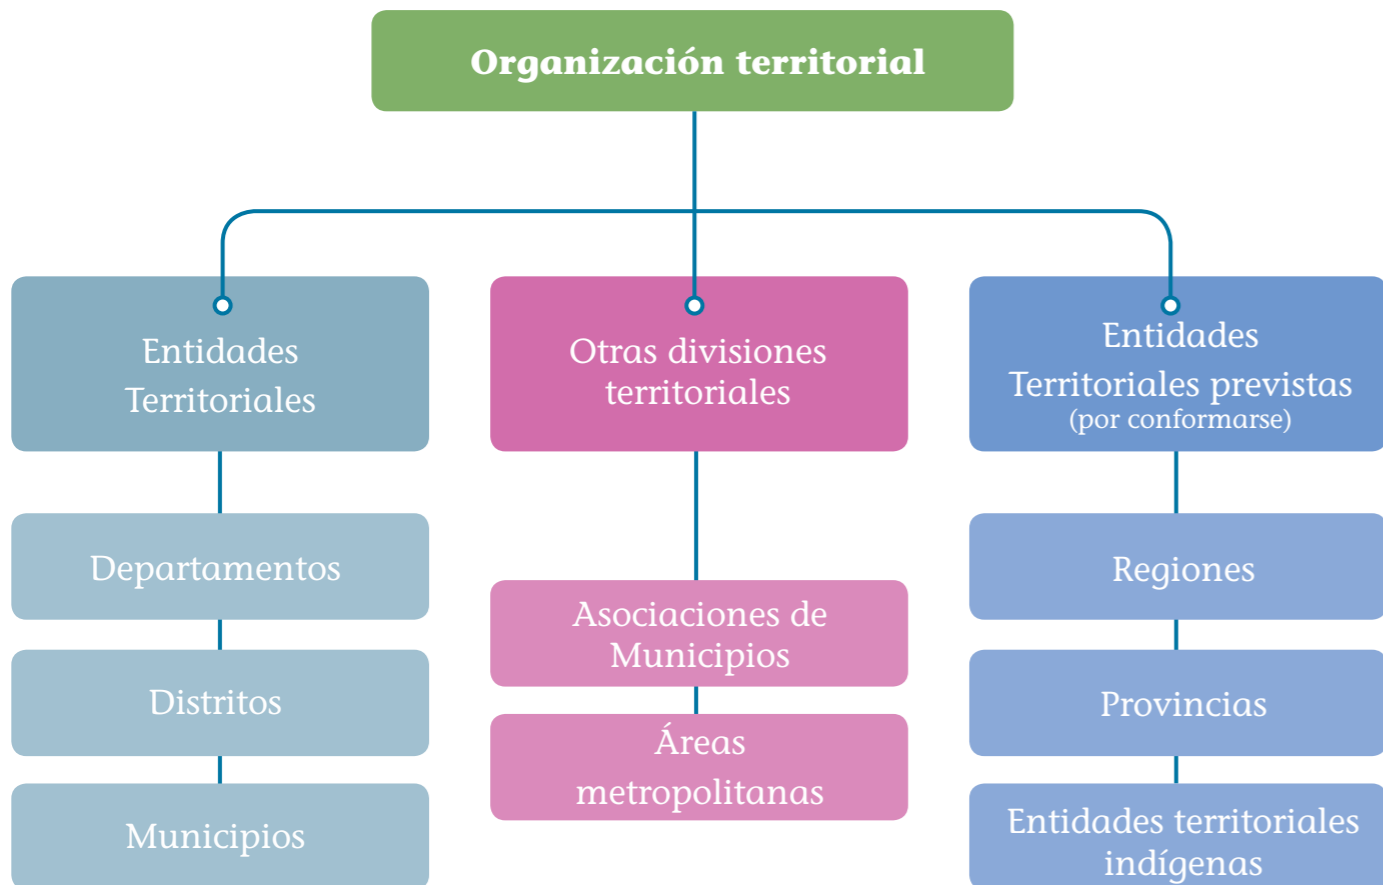 Organización territorial
Entidades
Territoriales
Departamentos
Distritos
Municipios
Otras divisiones
territoriales
Asociaciones de
Municipios
Áreas
metropolitanas
Entidades
Territoriales previstas
(por conformarse)
Regiones
Provincias
Entidades territoriales
indígenas